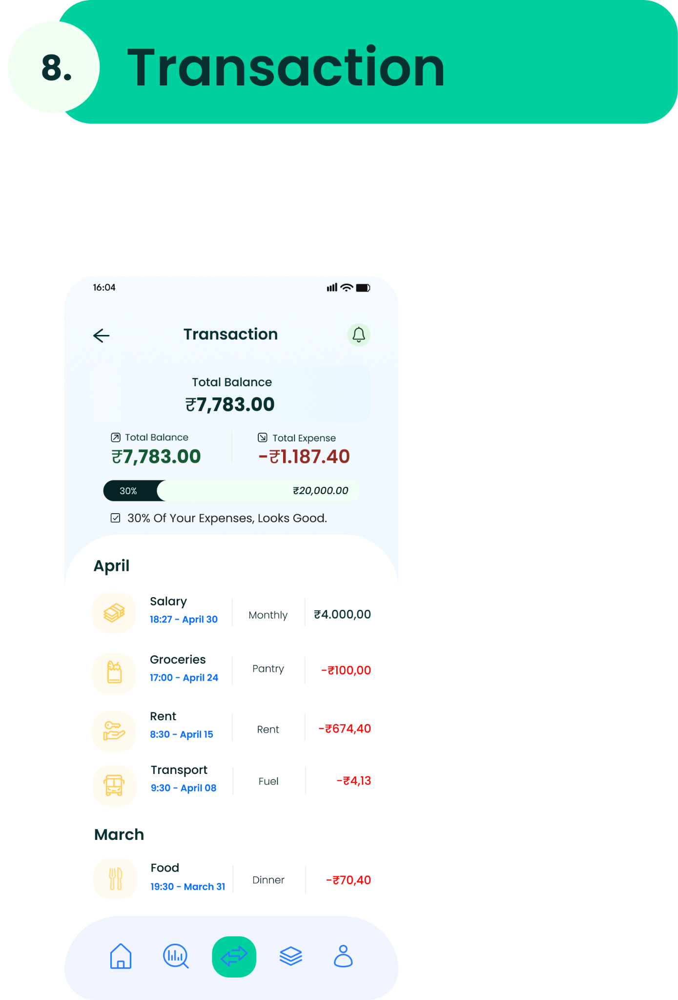 8.
Transaction
16:04
Transaction
Total Balance
₹7,783.00
Total Balance
Total Expense
₹7,783.00
-₹1.187.40
30%
₹20,000.00
30% Of Your Expenses, Looks Good.
April
Salary
18:27 - April 30
Monthly
₹4.000,00
Groceries
17:00 - April 24
Pantry
-₹100,00
Rent
8:30 - April 15
Rent
-₹674,40
Transport
9:30 - April 08
Fuel
-₹4,13
March
Food
19:30 - March 31
Dinner
-₹70,40